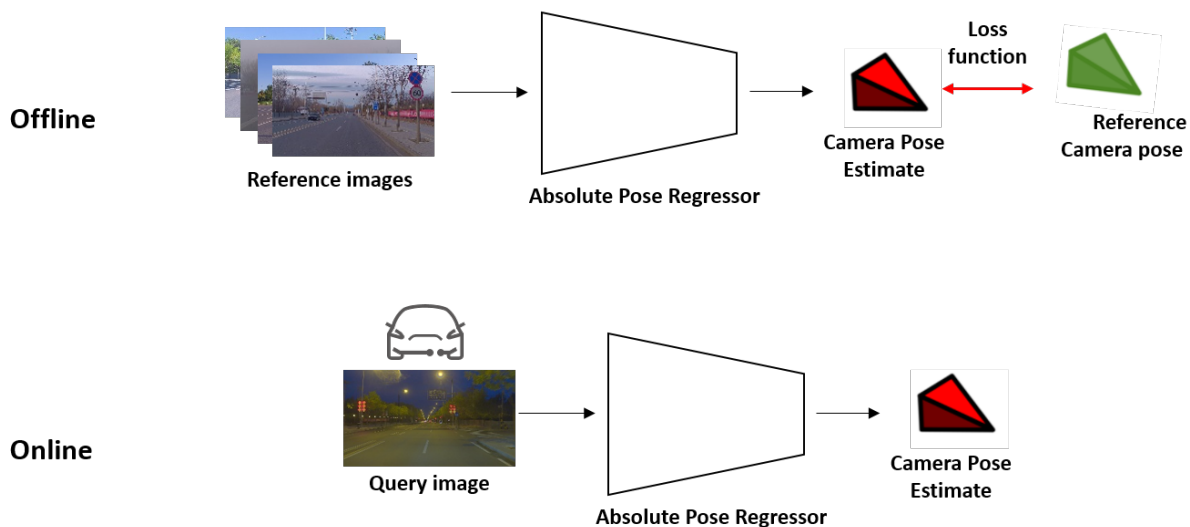 Offline
Reference images
Absolute Pose Regressor
Camera Pose
Estimate
Loss
function
Reference
Camera pose
Online
Query image
Absolute Pose Regressor
Camera Pose
Estimate